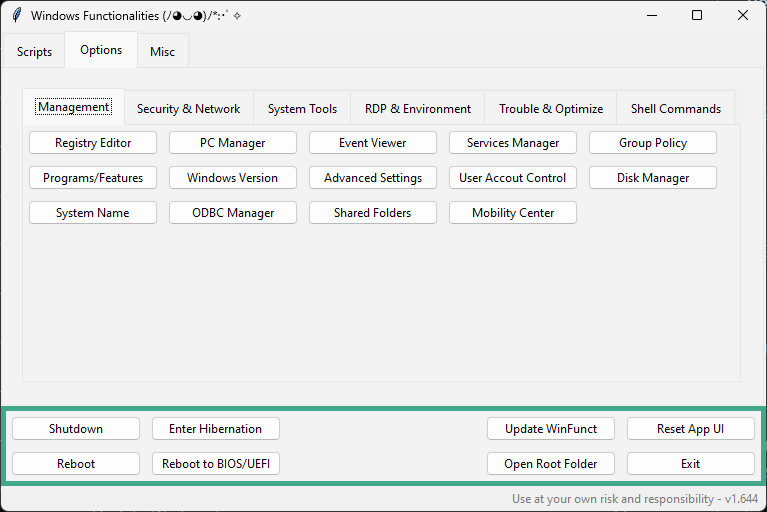 Windows Functionalities (/◕◡◕)/*:･ﾟ✧
Scripts Options Misc
Management Security & Network System Tools RDP & Environment Trouble & Optimize Shell Commands
Registry Editor PC Manager Event Viewer Services Manager Group Policy
Programs/Features Windows Version Advanced Settings User Accout Control Disk Manager
System Name ODBC Manager Shared Folders Mobility Center
Shutdown Enter Hibernation Update WinFunct Reset App UI
Reboot Reboot to BIOS/UEFI Open Root Folder Exit
Use at your own risk and responsibility - v1.644